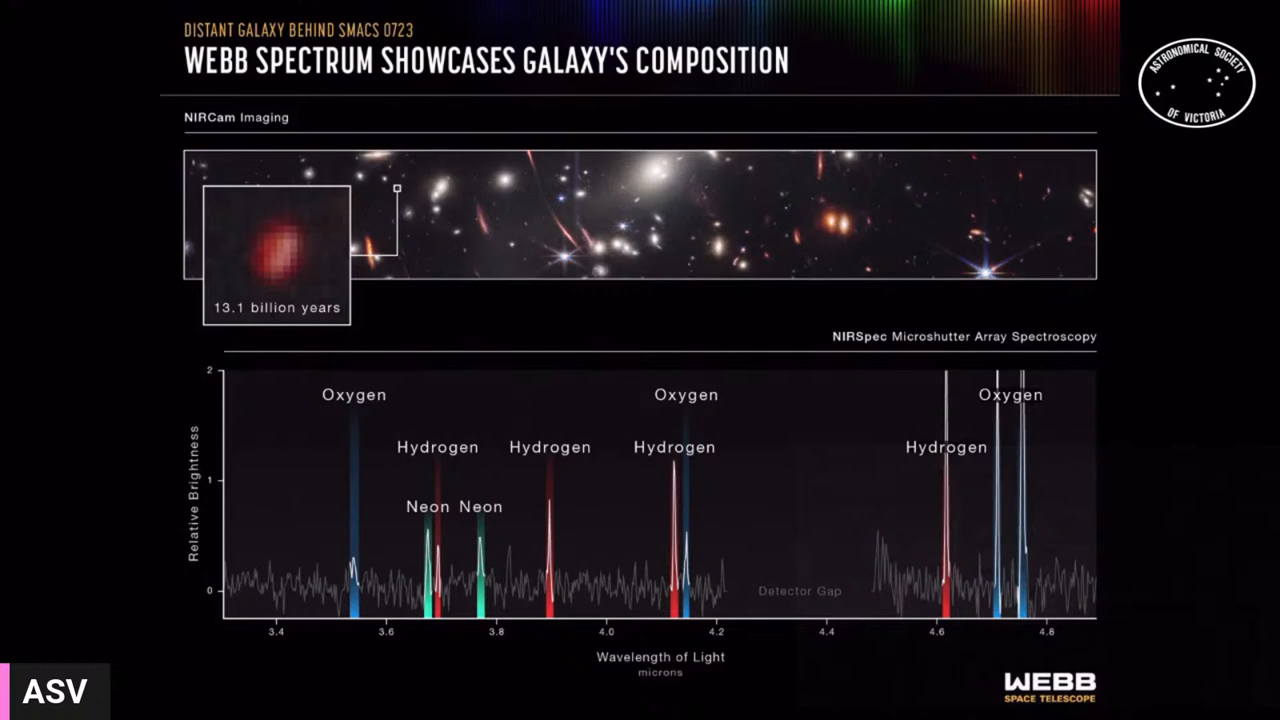 DISTANT GALAXY BEHIND SMACS 0723
WEBB SPECTRUM SHOWCASES GALAXY'S COMPOSITION
ASTRONOMICAL SOCIETY
OF VICTORIA
NIRCam Imaging
13.1 billion years
NIRSpec Microshutter Array Spectroscopy
2
Oxygen
Oxygen
Oxygen
Hydrogen
Hydrogen
Hydrogen
Hydrogen
1
Neon
Neon
Relative Brightness
0
Detector Gap
3.4
3.6
3.8
4.0
4.2
4.4
4.6
4.8
Wavelength of Light
microns
WEBB
SPACE TELESCOPE
ASV